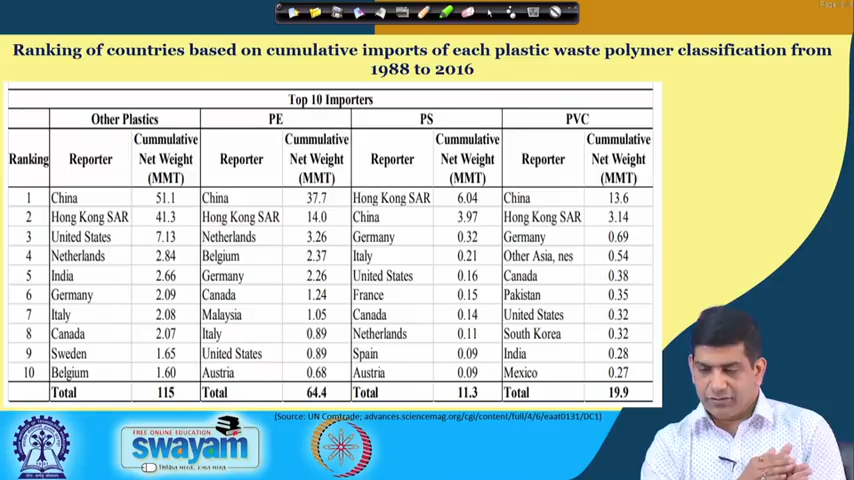 Ranking of countries based on cumulative imports of each plastic waste polymer classification from
1988 to 2016
Top 10 Importers
Other Plastics PE PS PVC
Ranking Reporter Cummulative Net Weight (MMT) Reporter Cummulative Net Weight (MMT) Reporter Cummulative Net Weight (MMT) Reporter Cummulative Net Weight (MMT)
1 China 51.1 China 37.7 Hong Kong SAR 6.04 China 13.6
2 Hong Kong SAR 41.3 Hong Kong SAR 14.0 China 3.97 Hong Kong SAR 3.14
3 United States 7.13 Netherlands 3.26 Germany 0.32 Germany 0.69
4 Netherlands 2.84 Belgium 2.37 Italy 0.21 Other Asia, nes 0.54
5 India 2.66 Germany 2.26 United States 0.16 Canada 0.38
6 Germany 2.09 Canada 1.24 France 0.15 Pakistan 0.35
7 Italy 2.08 Malaysia 1.05 Canada 0.14 United States 0.32
8 Canada 2.07 Italy 0.89 Netherlands 0.11 South Korea 0.32
9 Sweden 1.65 United States 0.89 Spain 0.09 India 0.28
10 Belgium 1.60 Austria 0.68 Austria 0.09 Mexico 0.27
Total 115 Total 64.4 Total 11.3 Total 19.9
(Source: UN Comtrade; advances.sciencemag.org/cgi/content/full/4/6/eaat0131/DC1)
FREE ONLINE EDUCATION
swayam